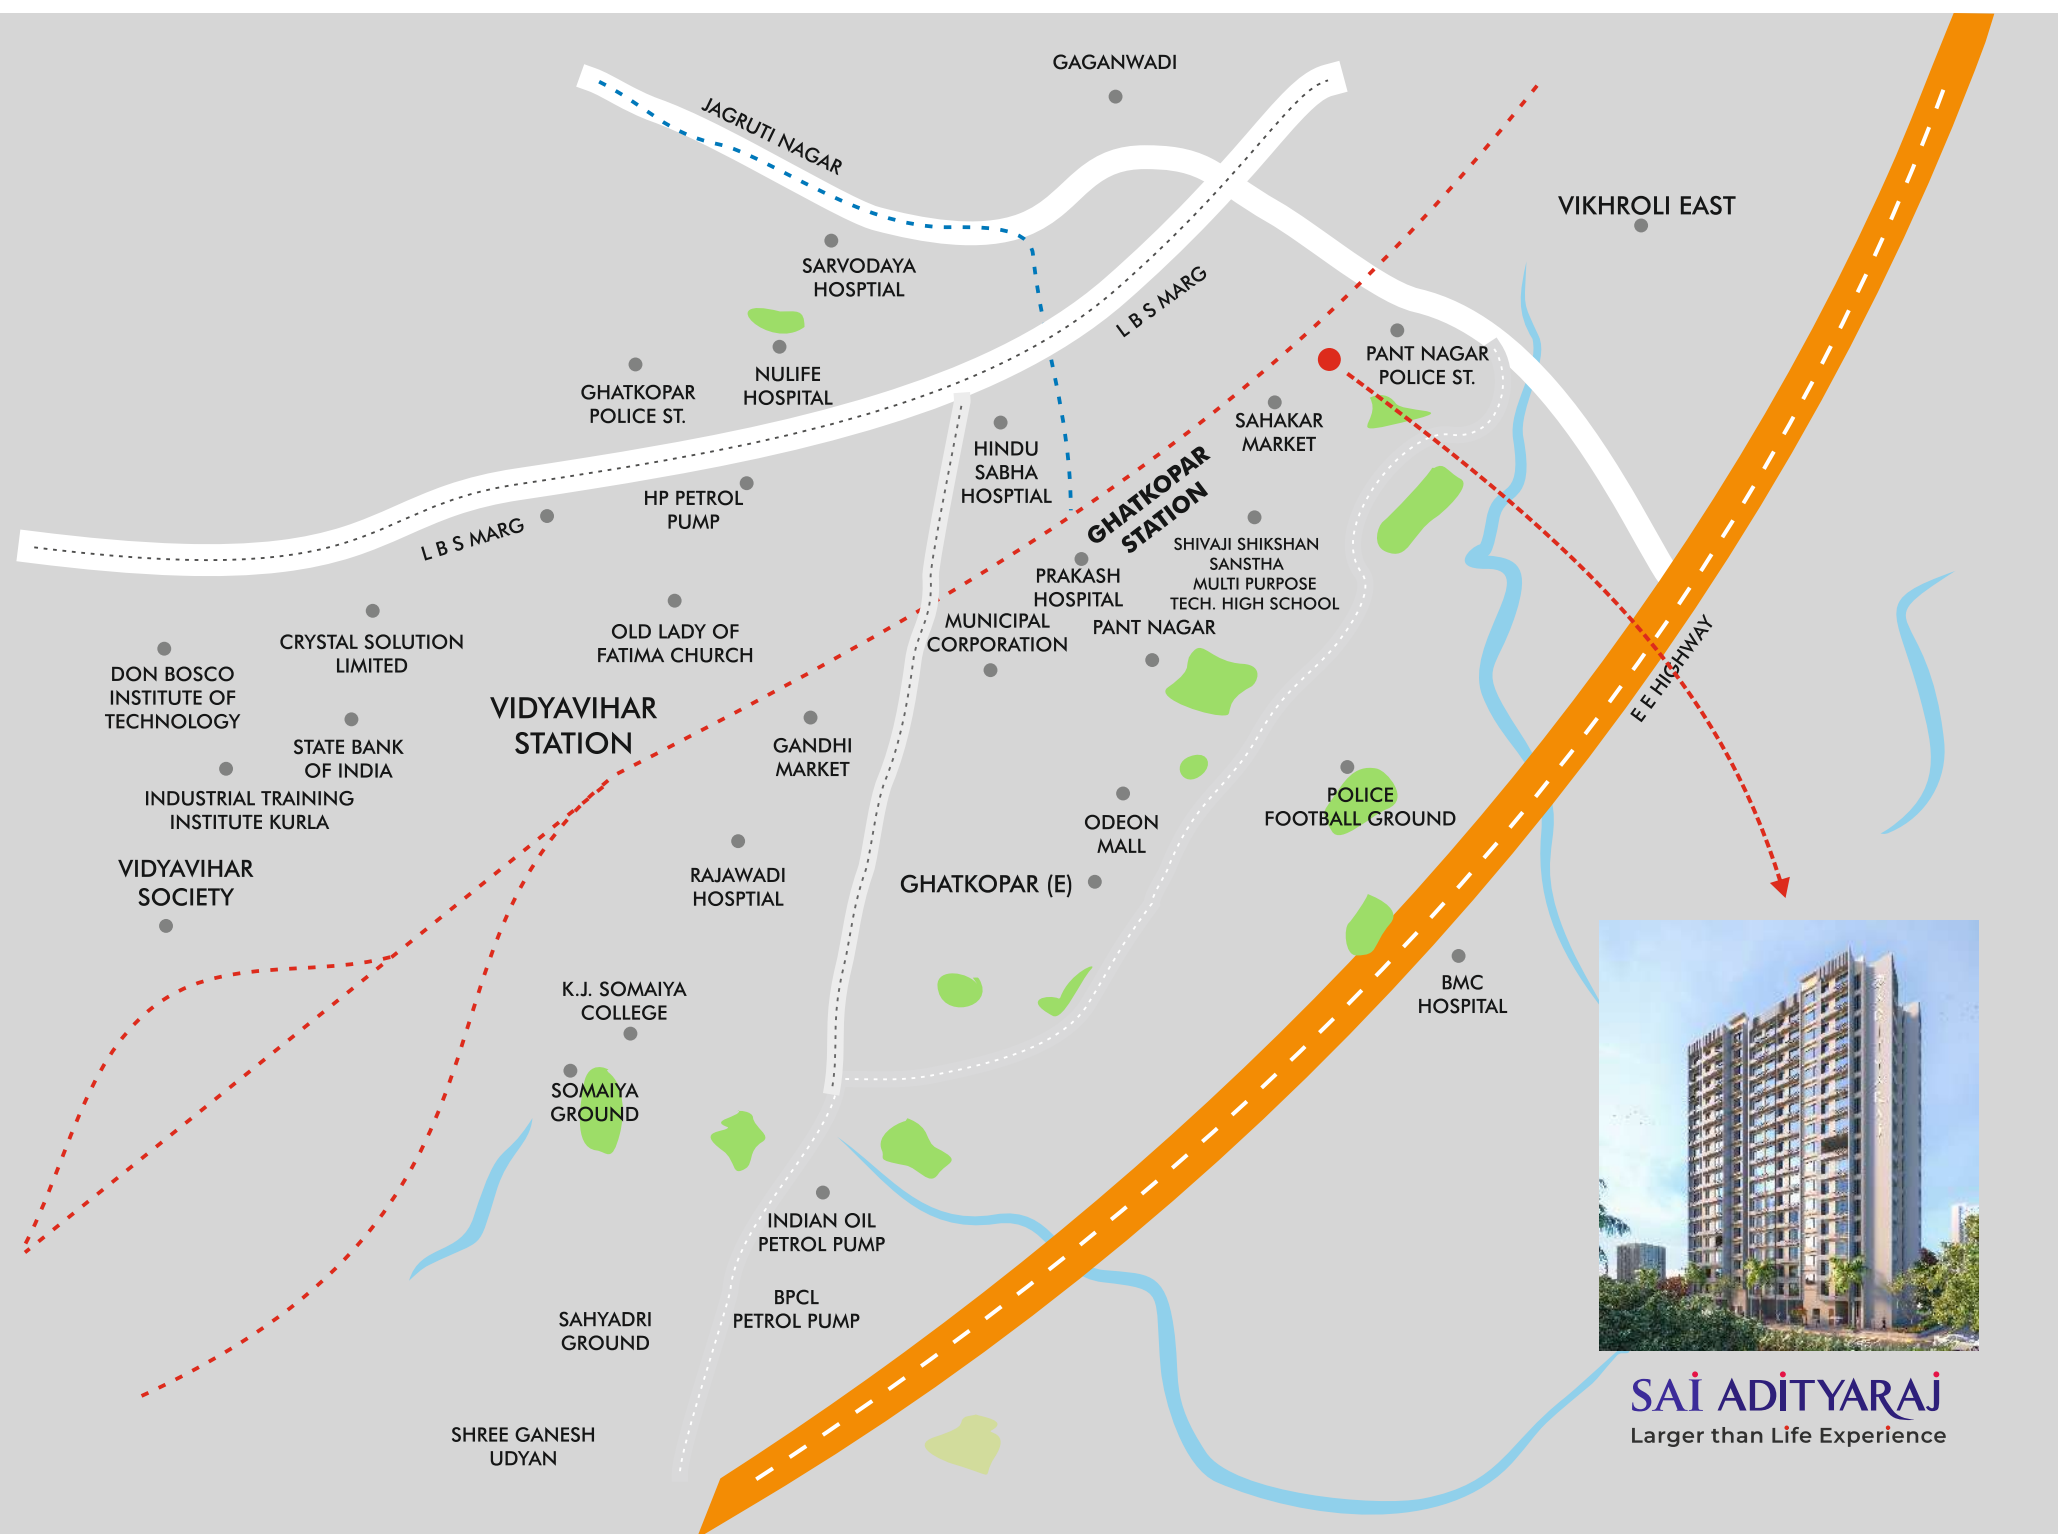 GAGANWADI
JAGRUTI NAGAR
VIKHROLI EAST
SARVODAYA
HOSPTIAL
L B S MARG
NULIFE
HOSPITAL
GHATKOPAR
POLICE ST.
PANT NAGAR
POLICE ST.
SAHAKAR
MARKET
HINDU
SABHA
HOSPTIAL
GHATKOPAR
STATION
HP PETROL
PUMP
L B S MARG
SHIVAJI SHIKSHAN
SANSTHA
MULTI PURPOSE
TECH. HIGH SCHOOL
PRAKASH
HOSPITAL
MUNICIPAL
CORPORATION
PANT NAGAR
OLD LADY OF
FATIMA CHURCH
CRYSTAL SOLUTION
LIMITED
DON BOSCO
INSTITUTE OF
TECHNOLOGY
E E HIGHWAY
VIDYAVIHAR
STATION
STATE BANK
OF INDIA
GANDHI
MARKET
INDUSTRIAL TRAINING
INSTITUTE KURLA
POLICE
FOOTBALL GROUND
ODEON
MALL
VIDYAVIHAR
SOCIETY
RAJAWADI
HOSPTIAL
GHATKOPAR (E)
K.J. SOMAIYA
COLLEGE
BMC
HOSPITAL
SOMAIYA
GROUND
INDIAN OIL
PETROL PUMP
BPCL
PETROL PUMP
SAHYADRI
GROUND
SHREE GANESH
UDYAN
SAI ADITYARAJ
Larger than Life Experience